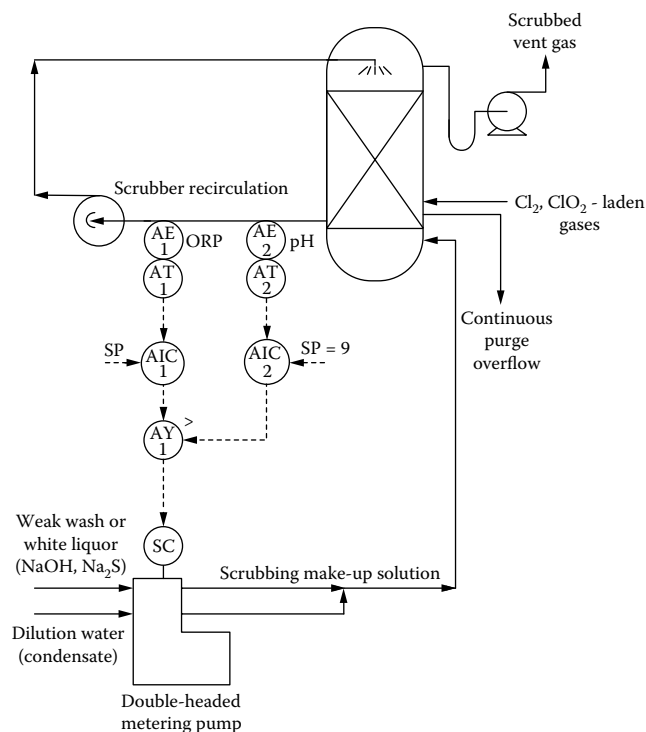 Scrubbed
vent gas
Scrubber recirculation
AE
1
ORP
AE
2
pH
AT
1
AT
2
Cl₂, ClO₂ - laden
gases
Continuous
purge
overflow
SP
AIC
1
AIC
2
SP = 9
AY
1
>
SC
Weak wash or
white liquor
(NaOH, Na₂S)
Scrubbing make-up solution
Dilution water
(condensate)
Double-headed
metering pump